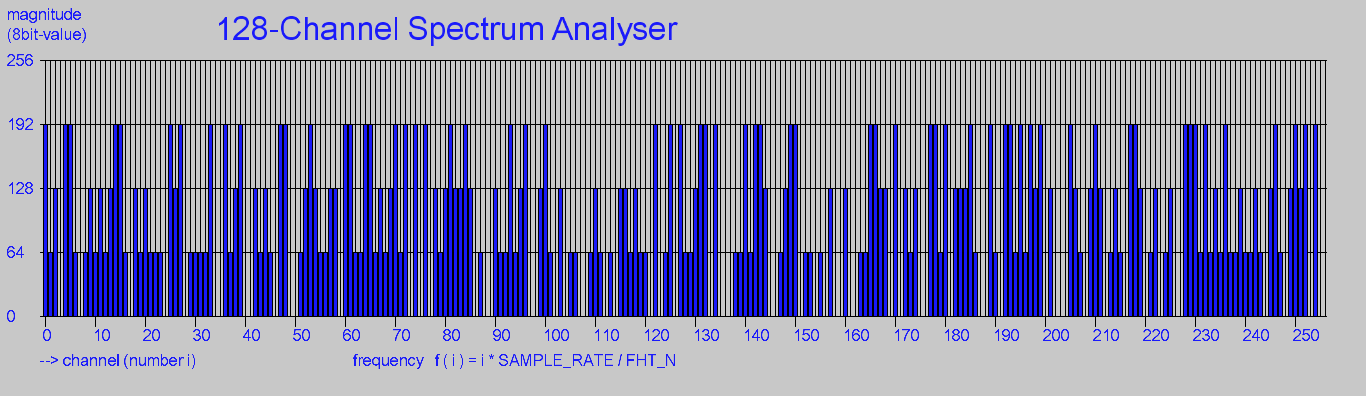 magnitude
(8bit-value)
128-Channel Spectrum Analyser
256
192
128
64
0
0 10 20 30 40 50 60 70 80 90 100 110 120 130 140 150 160 170 180 190 200 210 220 230 240 250
--> channel (number i) frequency f ( i ) = i * SAMPLE_RATE / FHT_N